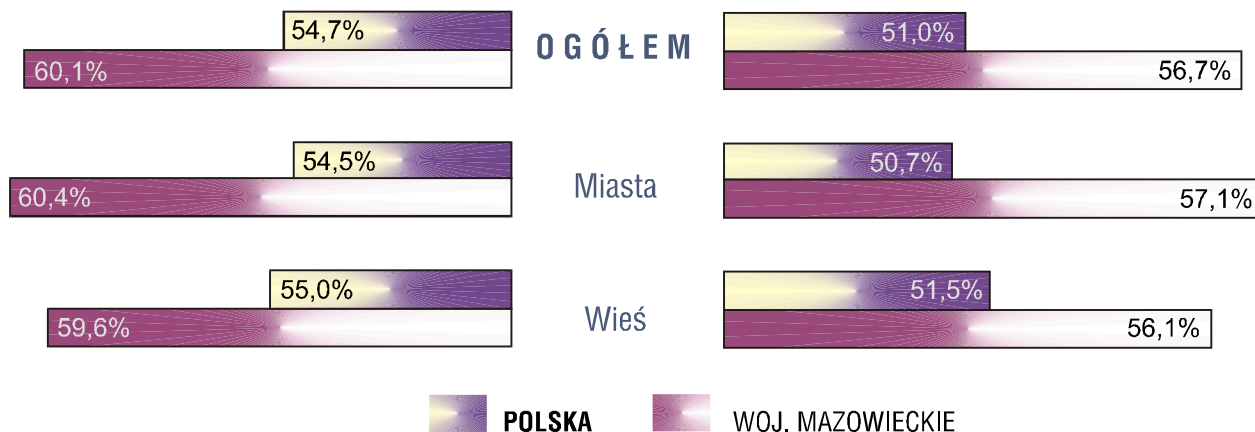 54,7% OGÓŁEM 51,0%
60,1% 56,7%
54,5% 50,7%
Miasta
60,4% 57,1%
55,0% 51,5%
Wieś
59,6% 56,1%
POLSKA WOJ. MAZOWIECKIE